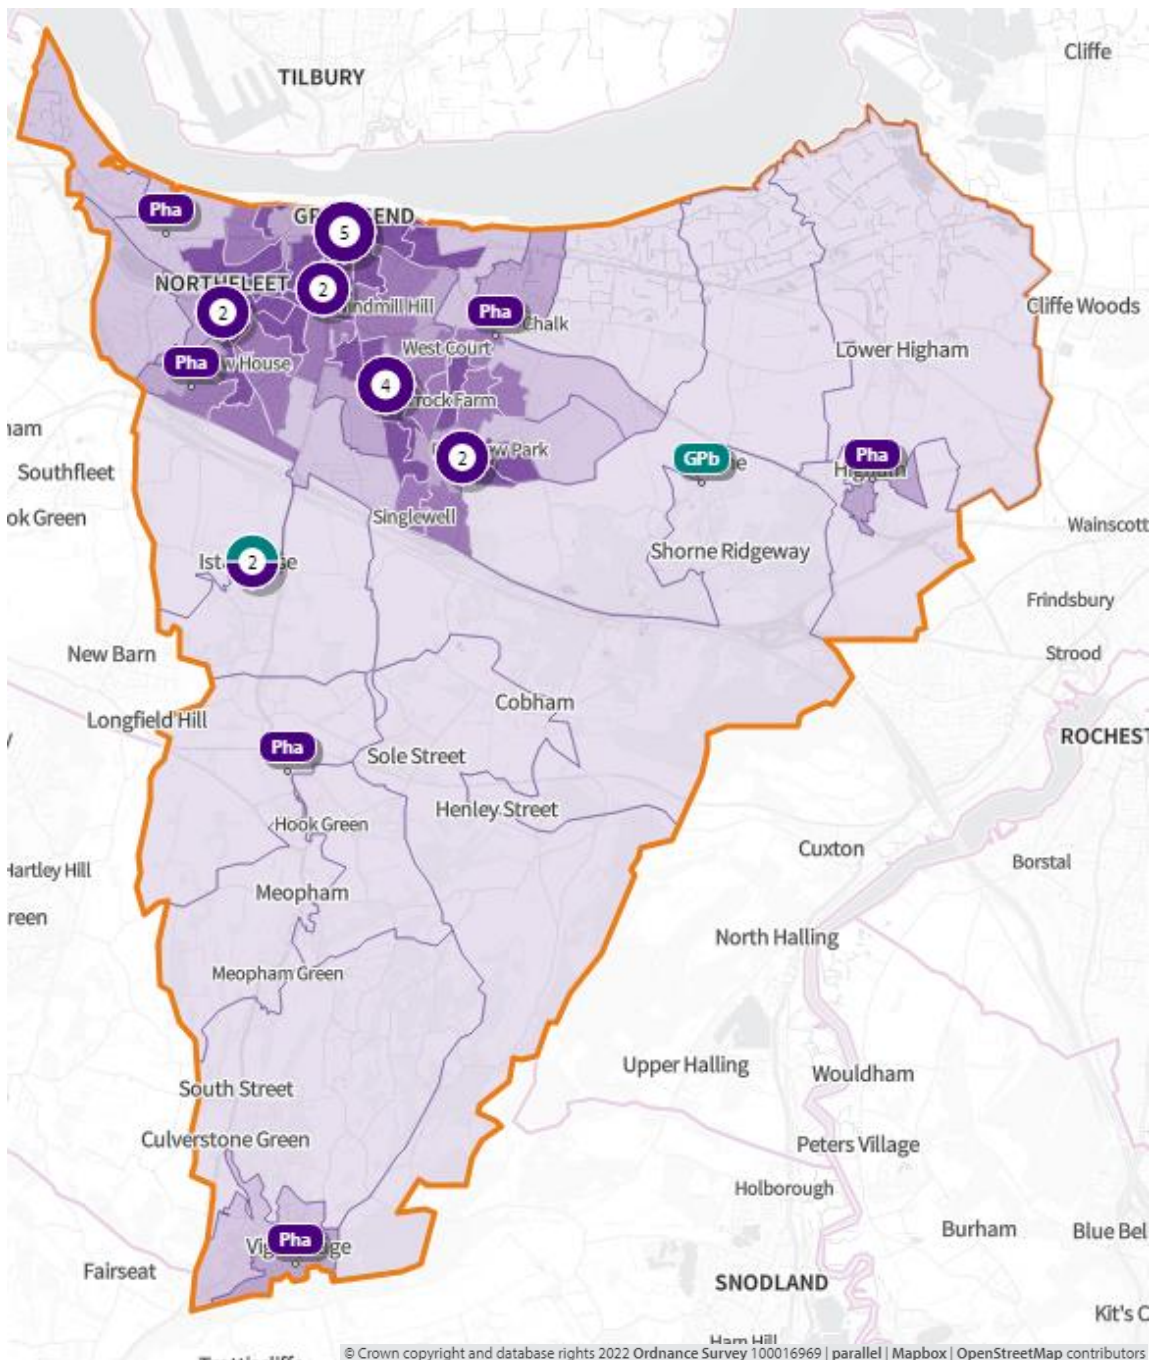 Cliffe
TILBURY
Pha
5
NORTHFLEET
2
2
Pha
Chalk
Cliffe Woods
Pha
West Court
Lower Higham
4
Southfleet
2
GPb
Pha
Singlewell
Wainscott
2
Shorne Ridgeway
Frindsbury
New Barn
Strood
Cobham
Longfield Hill
Pha
Sole Street
ROCHEST
Henley Street
Hook Green
Cuxton
Borstal
Hartley Hill
Meopham
North Halling
Meopham Green
Upper Halling
Wouldham
South Street
Culverstone Green
Peters Village
Holborough
Burham
Blue Bel
Pha
Fairseat
SNODLAND
Kit's C
Ham Hill
© Crown copyright and database rights 2022 Ordnance Survey 100016969 | parallel | Mapbox | OpenStreetMap contributors